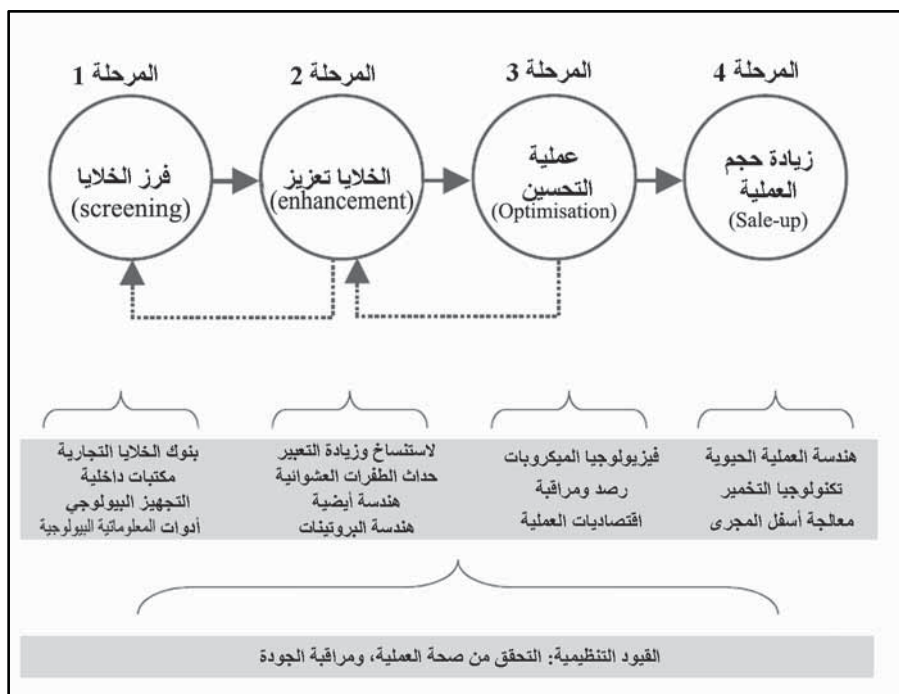 المرحلة 1
المرحلة 2
المرحلة 3
المرحلة 4
فرز الخلايا
(screening)
الخلايا تعزيز
(enhancement)
عملية
التحسين
(Optimisation)
زيادة حجم
العملية
(Sale-up)
بنوك الخلايا التجارية
مكتبات داخلية
التجهيز البيولوجي
أدوات المعلوماتية البيولوجية
لاستنساخ وزيادة التعبير
حداث الطفرات العشوائية
هندسة أيضية
هندسة البروتينات
فيزيولوجيا الميكروبات
رصد ومراقبة
اقتصاديات العملية
هندسة العملية الحيوية
تكنولوجيا التخمير
معالجة أسفل المجرى
القيود التنظيمية: التحقق من صحة العملية، ومراقبة الجودة